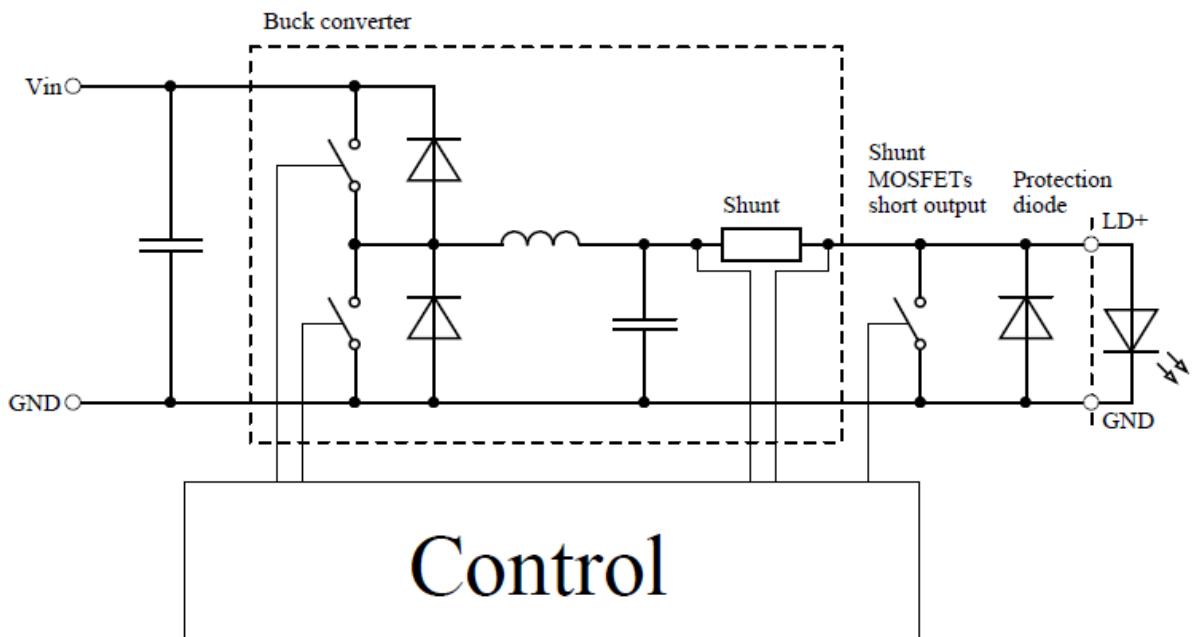 Buck converter
Vin
Shunt
MOSFETs
short output
Protection
diode
Shunt
LD+
GND
GND
Control